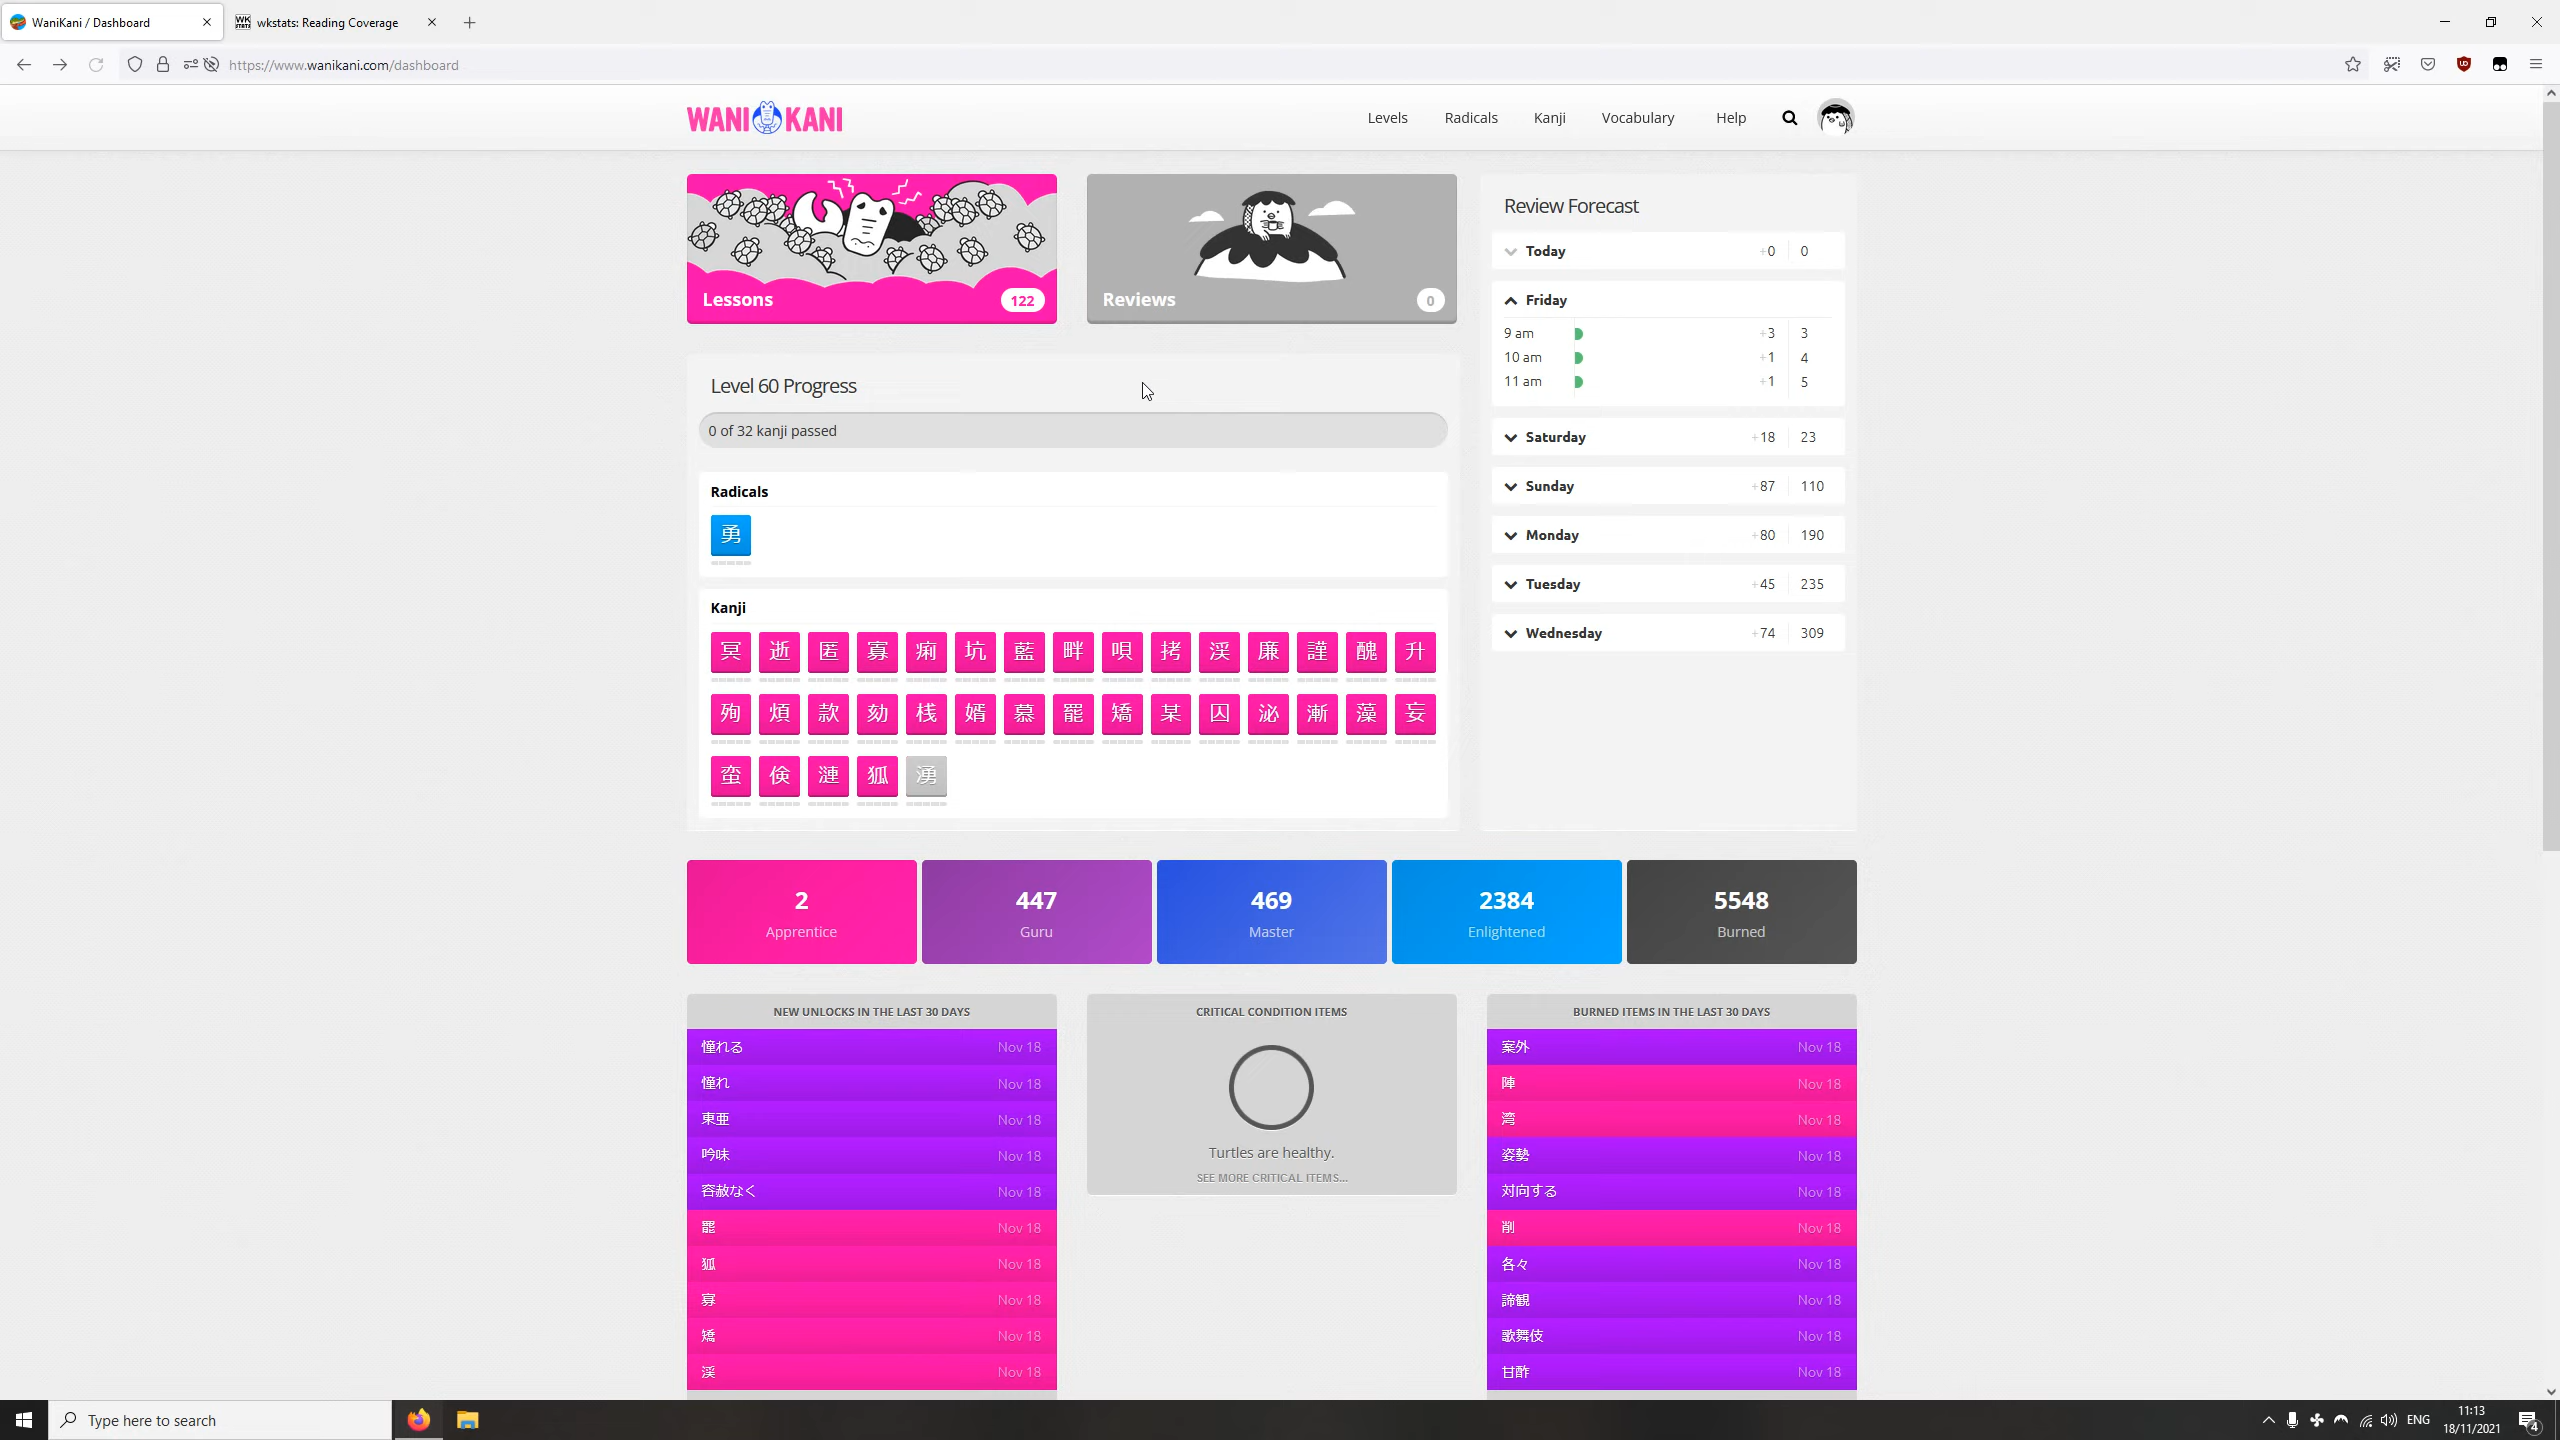 WaniKani / Dashboard
wkstats: Reading Coverage
https://www.wanikani.com/dashboard
WANI KANI
Levels
Radicals
Kanji
Vocabulary
Help
Lessons
122
Reviews
0
Review Forecast
Today +0 0
Friday
9 am +3 3
10 am +1 4
11 am +1 5
Saturday +18 23
Sunday +87 110
Monday +80 190
Tuesday +45 235
Wednesday +74 309
Level 60 Progress
0 of 32 kanji passed
Radicals
勇
Kanji
冥 逝 匿 寡 痢 坑 藍 畔 唄 拷 渓 廉 謹 醜 升
殉 煩 款 劾 桟 婿 慕 罷 矯 某 囚 泌 漸 藻 妄
蛮 倹 漣 狐 湧
2
Apprentice
447
Guru
469
Master
2384
Enlightened
5548
Burned
NEW UNLOCKS IN THE LAST 30 DAYS
憧れる Nov 18
憧れ Nov 18
東亜 Nov 18
吟味 Nov 18
容赦なく Nov 18
罷 Nov 18
狐 Nov 18
寡 Nov 18
矯 Nov 18
渓 Nov 18
CRITICAL CONDITION ITEMS
Turtles are healthy.
SEE MORE CRITICAL ITEMS...
BURNED ITEMS IN THE LAST 30 DAYS
案外 Nov 18
陣 Nov 18
湾 Nov 18
姿勢 Nov 18
対向する Nov 18
削 Nov 18
各々 Nov 18
諦観 Nov 18
歌舞伎 Nov 18
甘酢 Nov 18
Type here to search
ENG
11:13
18/11/2021
4